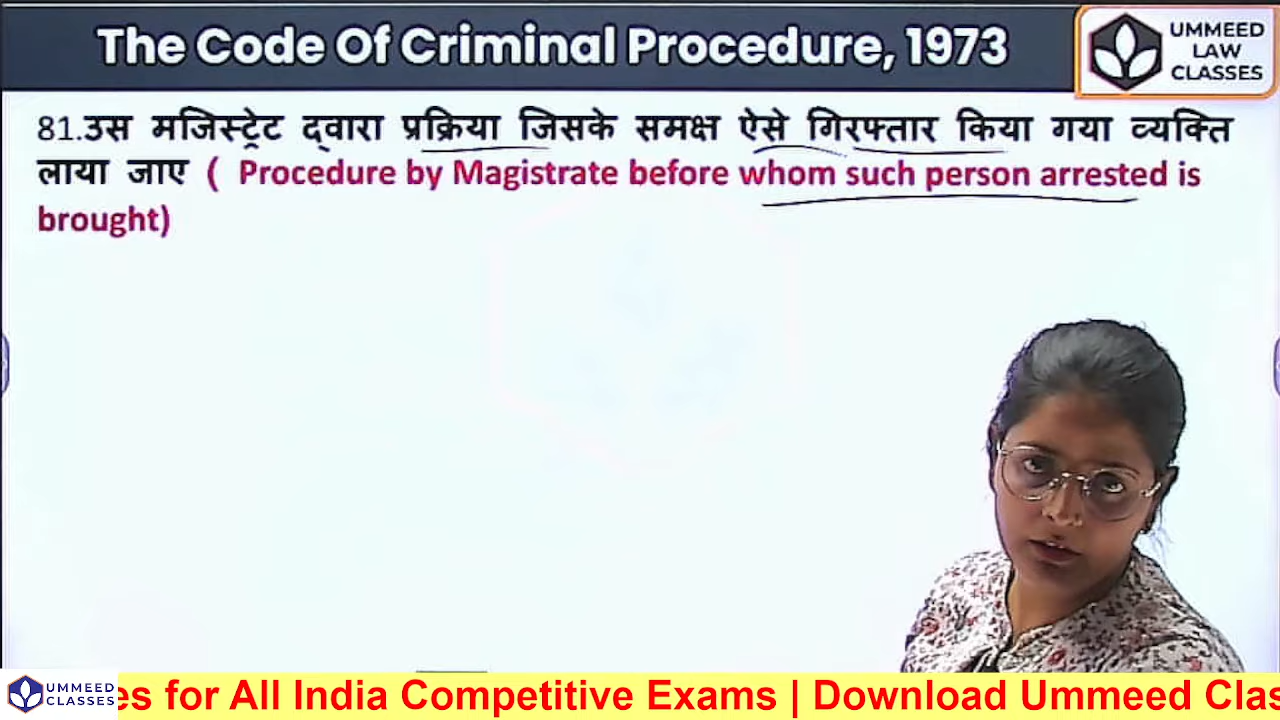 The Code Of Criminal Procedure, 1973
UMMEED
LAW
CLASSES
81.उस मजिस्ट्रेट द्वारा प्रक्रिया जिसके समक्ष ऐसे गिरफ्तार किया गया व्यक्ति
लाया जाए ( Procedure by Magistrate before whom such person arrested is
brought)
UMMEED
CLASSES
es for All India Competitive Exams | Download Ummeed Clas